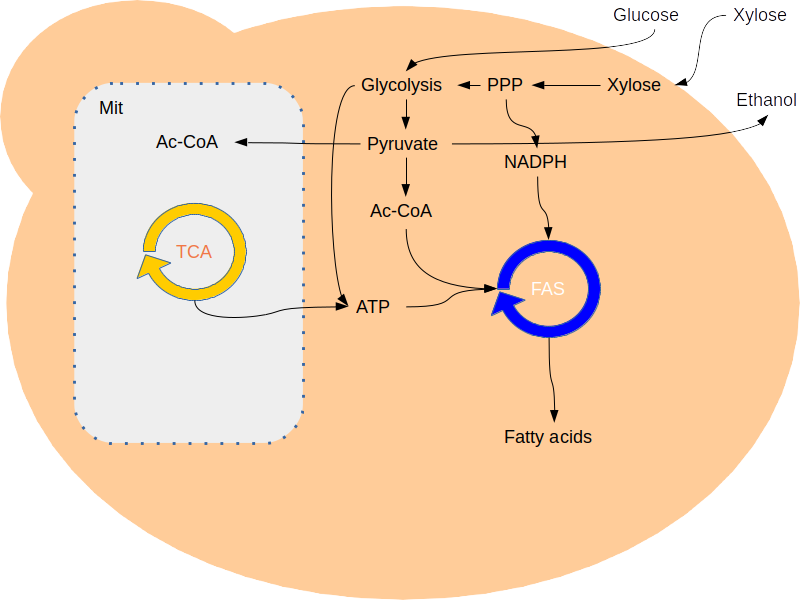 Glucose
Xylose
Glycolysis
PPP
Xylose
Ethanol
Mit
Ac-CoA
Pyruvate
NADPH
Ac-CoA
TCA
FAS
ATP
Fatty acids